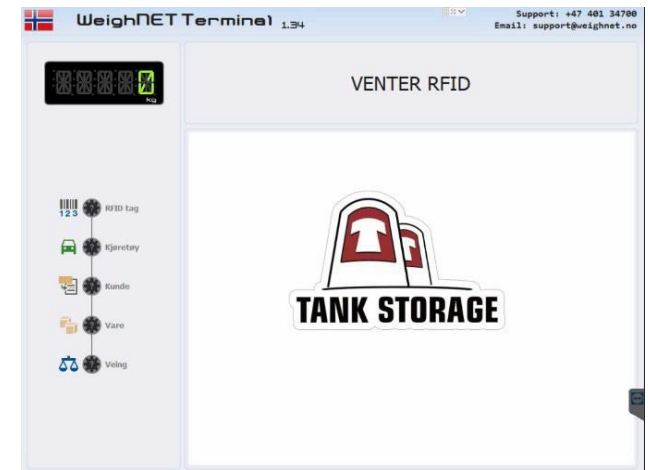 WeighNET Terminal 1.34
Support: +47 401 34700
Email: support@weighnet.no
kg
VENTER RFID
123
RFID tag
Kjøretøy
Kunde
Vare
Veing
T
T
TANK STORAGE